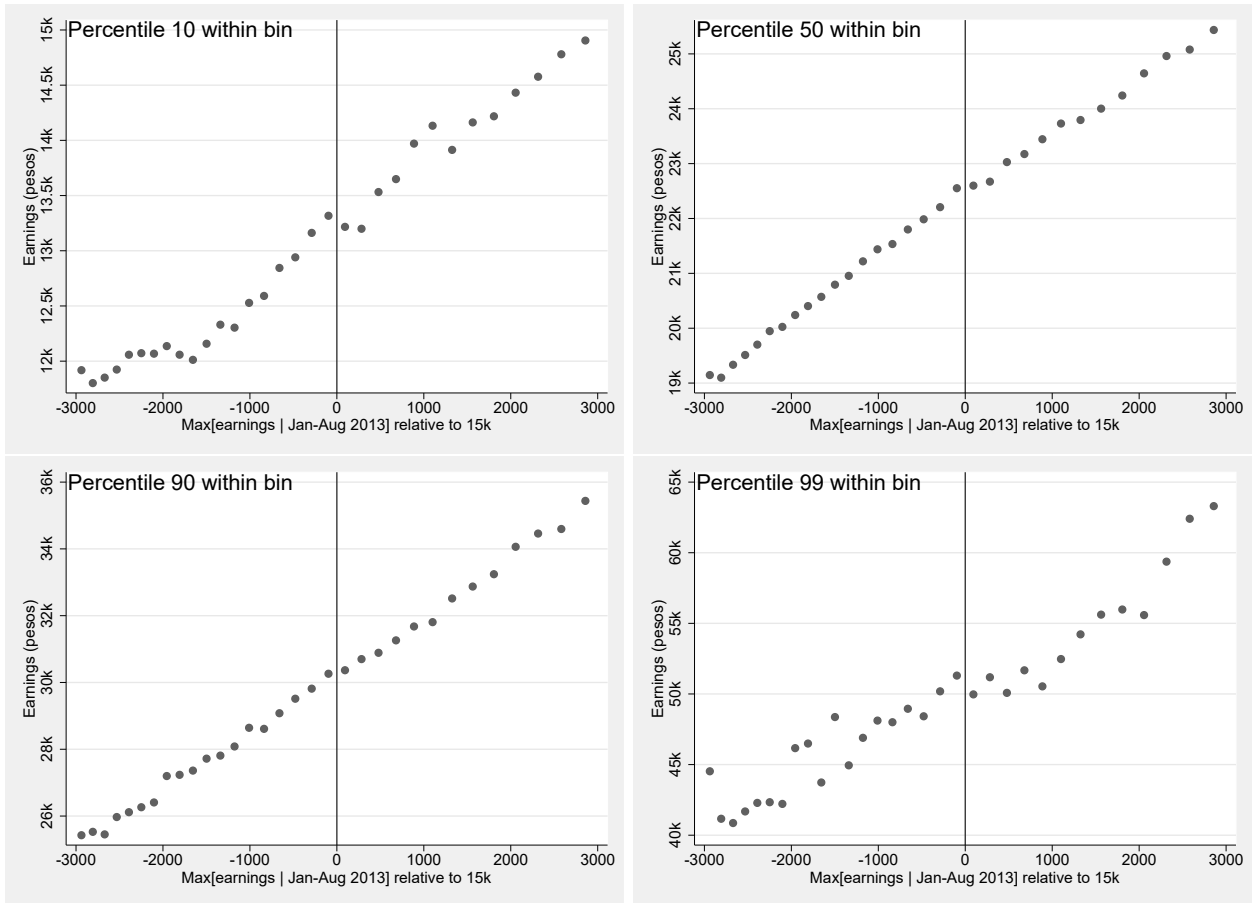 Percentile 10 within bin
Earnings (pesos)
15k
14.5k
14k
13.5k
13k
12.5k
12k
-3000 -2000 -1000 0 1000 2000 3000
Max[earnings | Jan-Aug 2013] relative to 15k
Percentile 50 within bin
Earnings (pesos)
25k
24k
23k
22k
21k
20k
19k
-3000 -2000 -1000 0 1000 2000 3000
Max[earnings | Jan-Aug 2013] relative to 15k
Percentile 90 within bin
Earnings (pesos)
36k
34k
32k
30k
28k
26k
-3000 -2000 -1000 0 1000 2000 3000
Max[earnings | Jan-Aug 2013] relative to 15k
Percentile 99 within bin
Earnings (pesos)
65k
60k
55k
50k
45k
40k
-3000 -2000 -1000 0 1000 2000 3000
Max[earnings | Jan-Aug 2013] relative to 15k